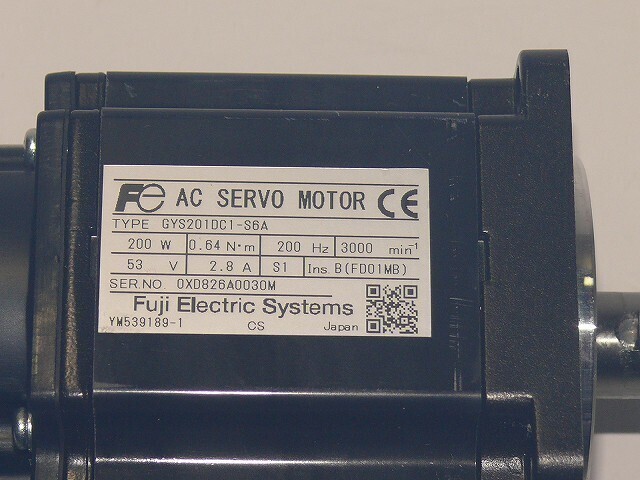 Fe AC SERVO MOTOR CE
TYPE GYS201DC1-S6A
200 W 0.64 N·m 200 Hz 3000 min-1
53 V 2.8 A S1 Ins. B(FD01MB)
SER.NO. 0XD826A0030M
Fuji Electric Systems
YM539189-1 CS Japan